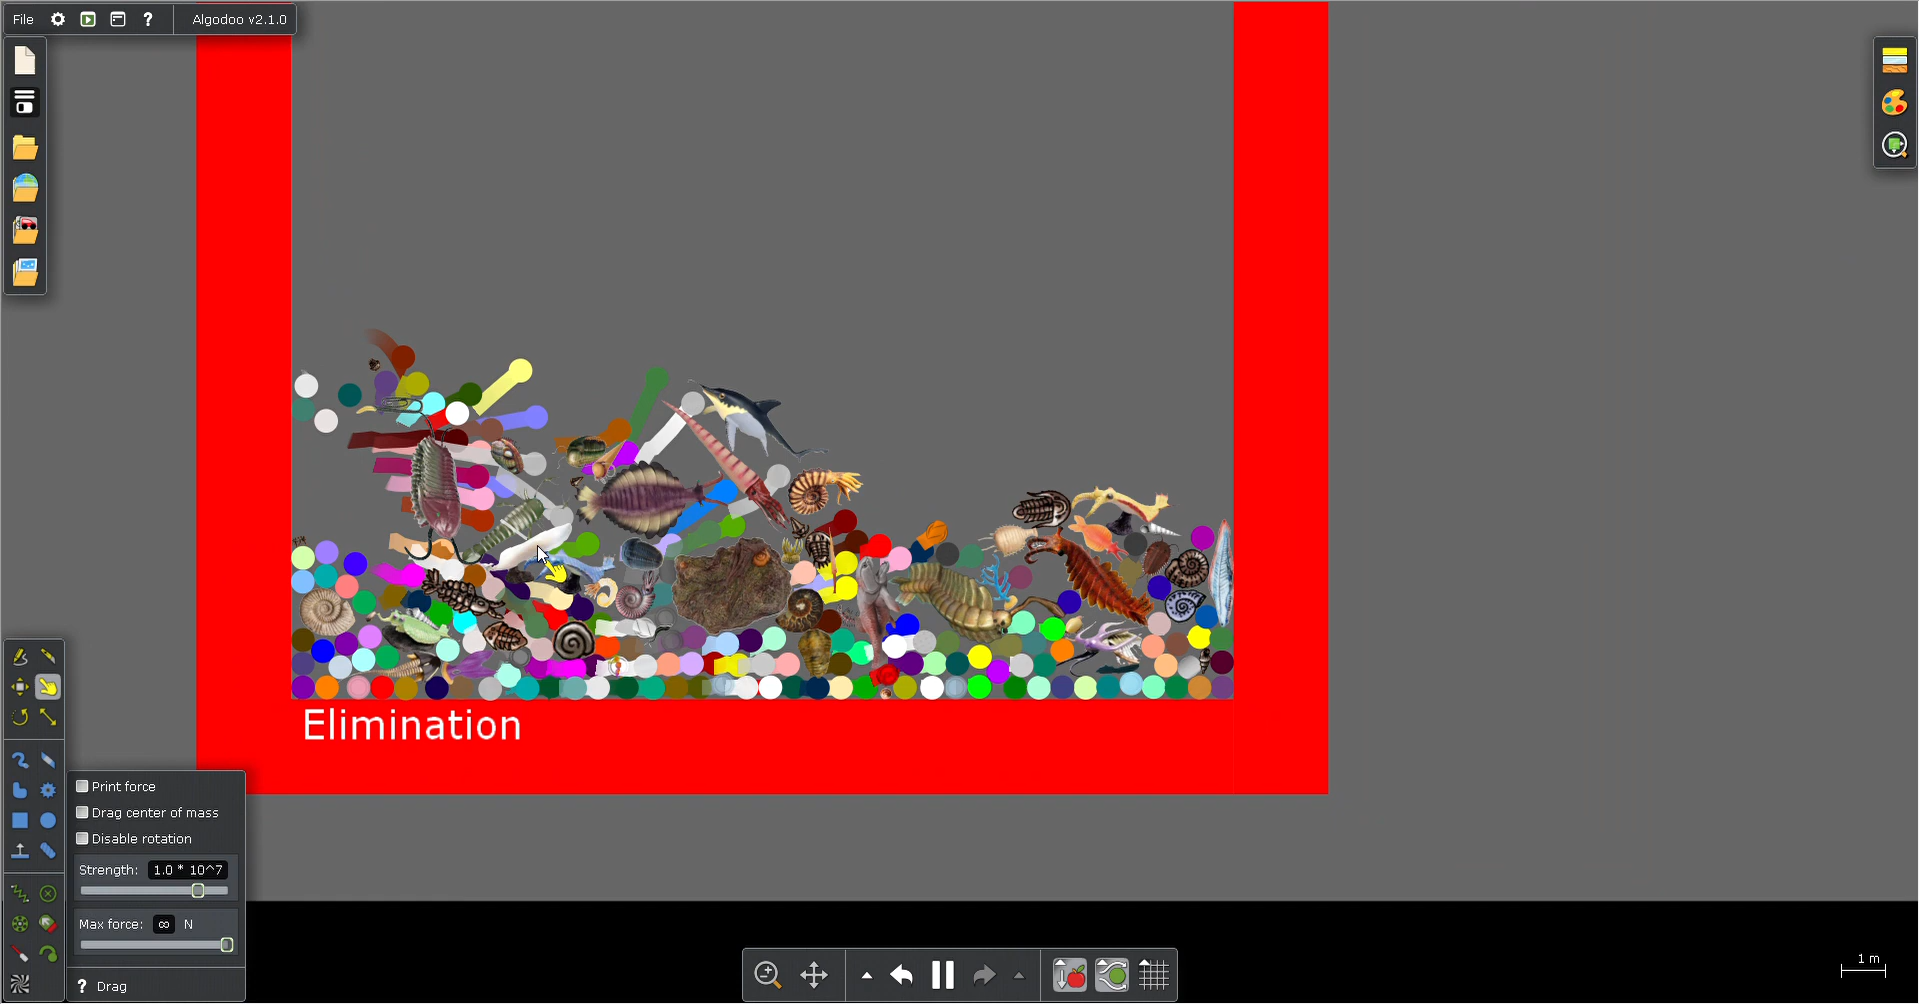 File ? Algodoo v2.1.0
Elimination
Print force
Drag center of mass
Disable rotation
Strength: 1.0 * 10^7
Max force: ∞ N
? Drag
1 m